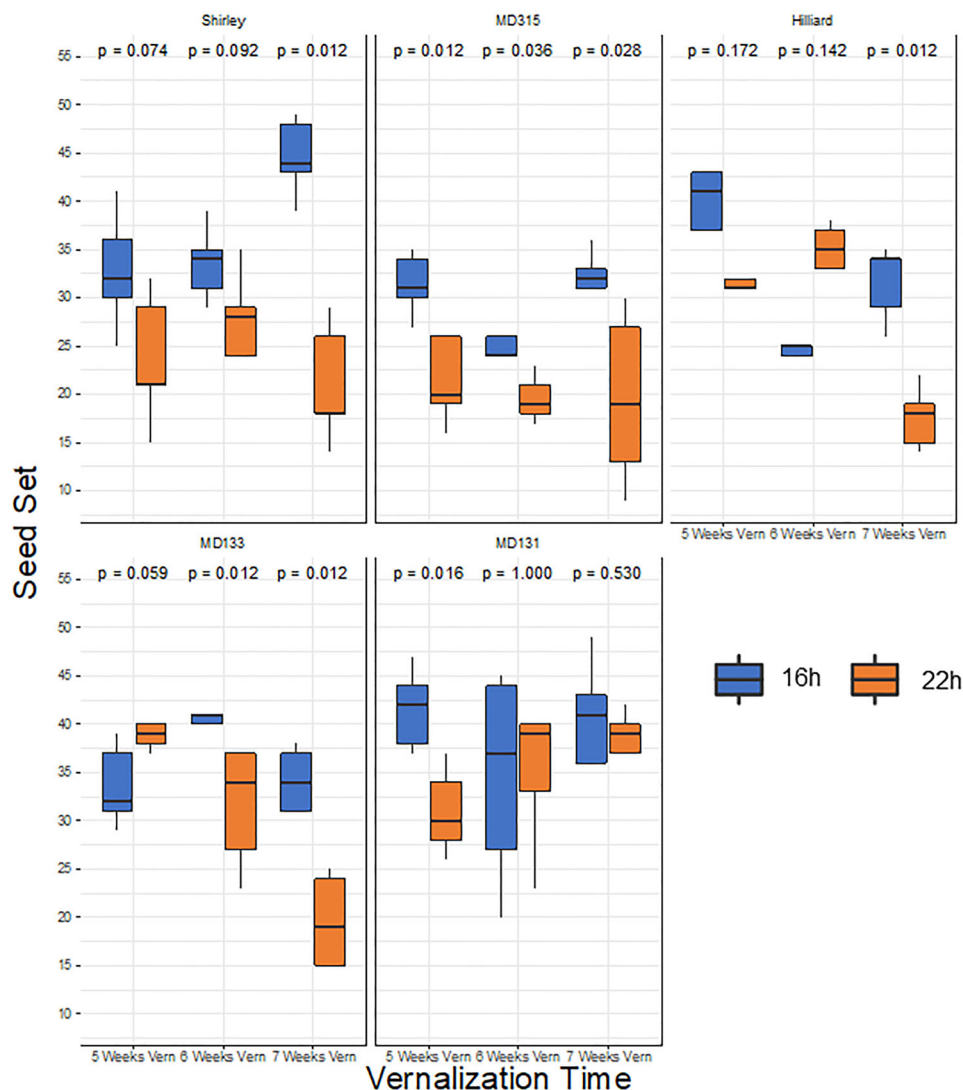 Shirley MD315 Hilliard
p = 0.074 p = 0.092 p = 0.012 p = 0.012 p = 0.036 p = 0.028 p = 0.172 p = 0.142 p = 0.012
55
50
45
40
35
30
25
20
15
10
5 Weeks Vern 6 Weeks Vern 7 Weeks Vern
Seed Set
MD133 MD131
p = 0.059 p = 0.012 p = 0.012 p = 0.016 p = 1.000 p = 0.530
55
50
45
40
35
30
25
20
15
10
16h 22h
5 Weeks Vern 6 Weeks Vern 7 Weeks Vern 5 Weeks Vern 6 Weeks Vern 7 Weeks Vern
Vernalization Time